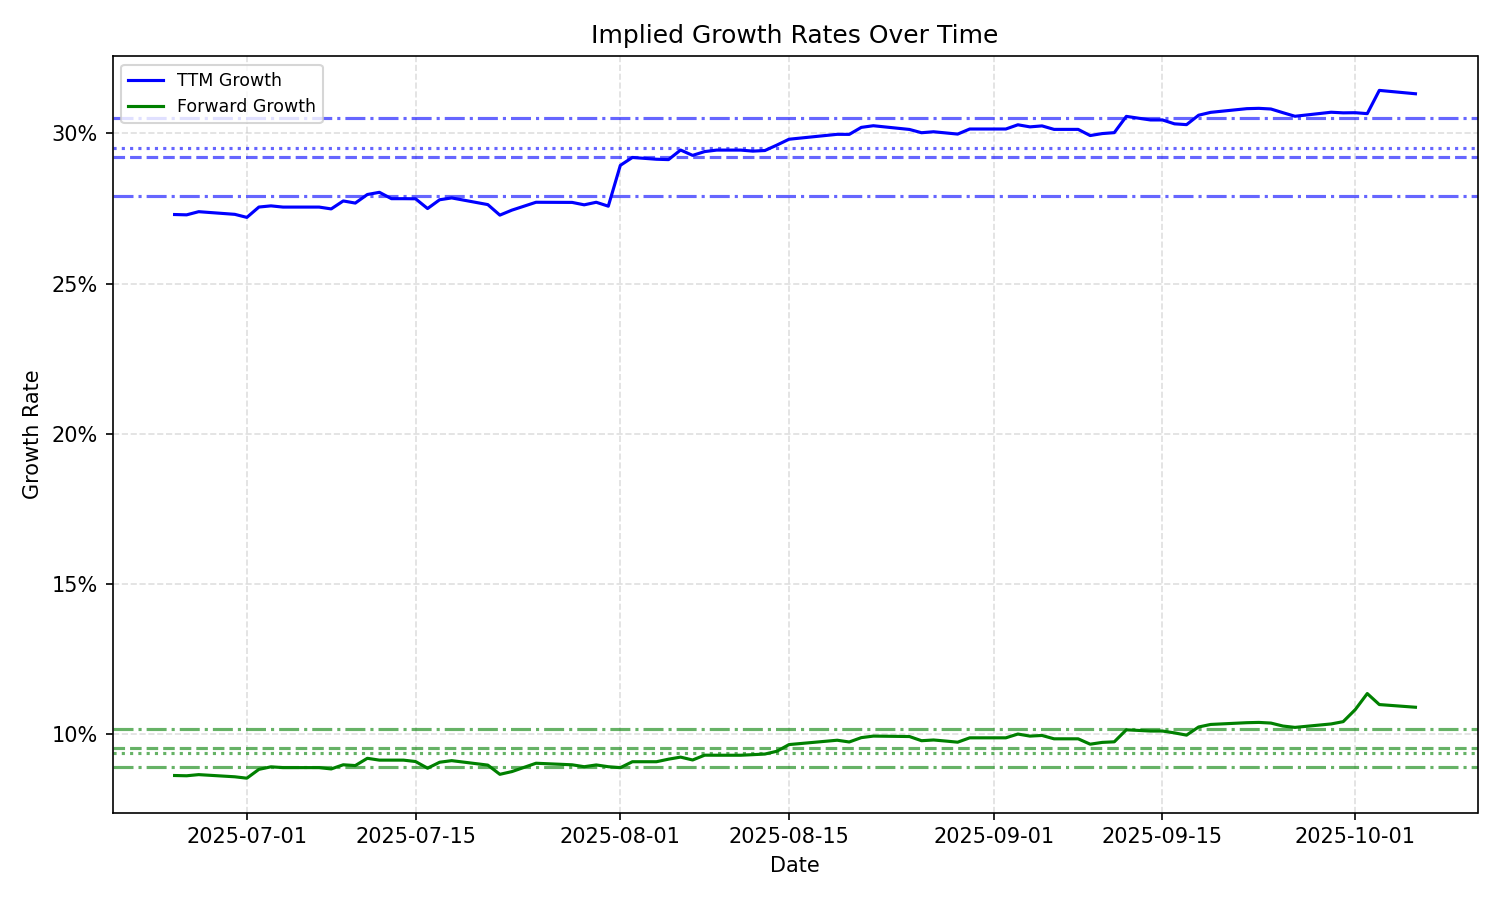 Implied Growth Rates Over Time
TTM Growth
Forward Growth
30%
25%
20%
15%
10%
Growth Rate
2025-07-01
2025-07-15
2025-08-01
2025-08-15
2025-09-01
2025-09-15
2025-10-01
Date